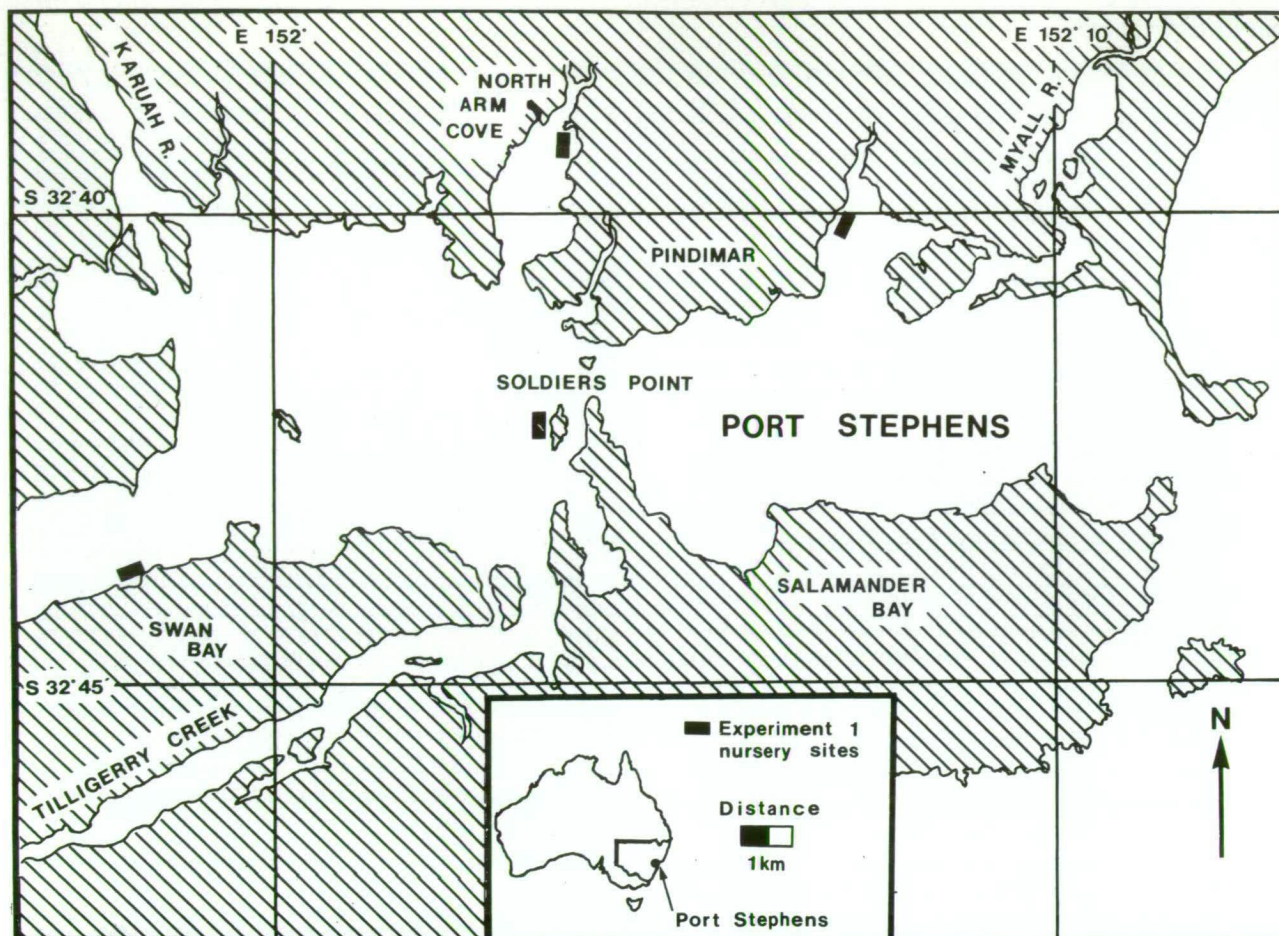 E 152°
E 152° 10'
KARUAH R.
NORTH
ARM
COVE
MYALL R.
S 32°40'
PINDIMAR
SOLDIERS POINT
PORT STEPHENS
SWAN
BAY
SALAMANDER
BAY
S 32°45'
TILLIGERRY CREEK
N
Experiment 1
nursery sites
Distance
1km
Port Stephens